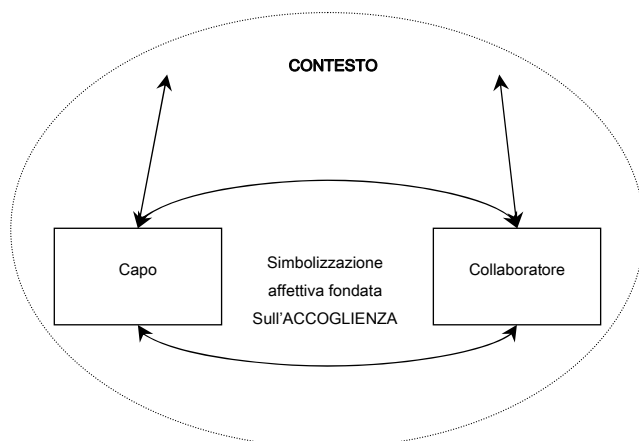 CONTESTO
Capo
Simbolizzazione
affettiva fondata
Sull'ACCOGLIENZA
Collaboratore